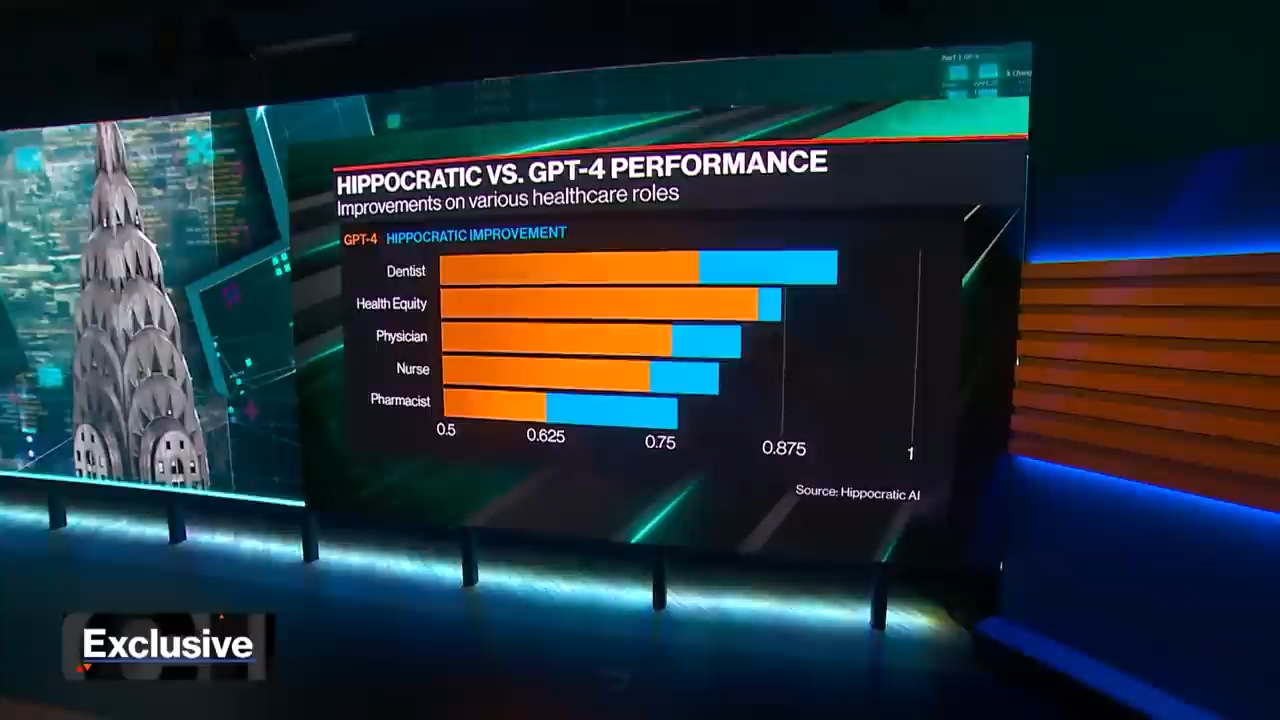 HIPPOCRATIC VS. GPT-4 PERFORMANCE
Improvements on various healthcare roles
GPT-4 HIPPOCRATIC IMPROVEMENT
Dentist
Health Equity
Physician
Nurse
Pharmacist
0.5 0.625 0.75 0.875 1
Source: Hippocratic AI
Exclusive